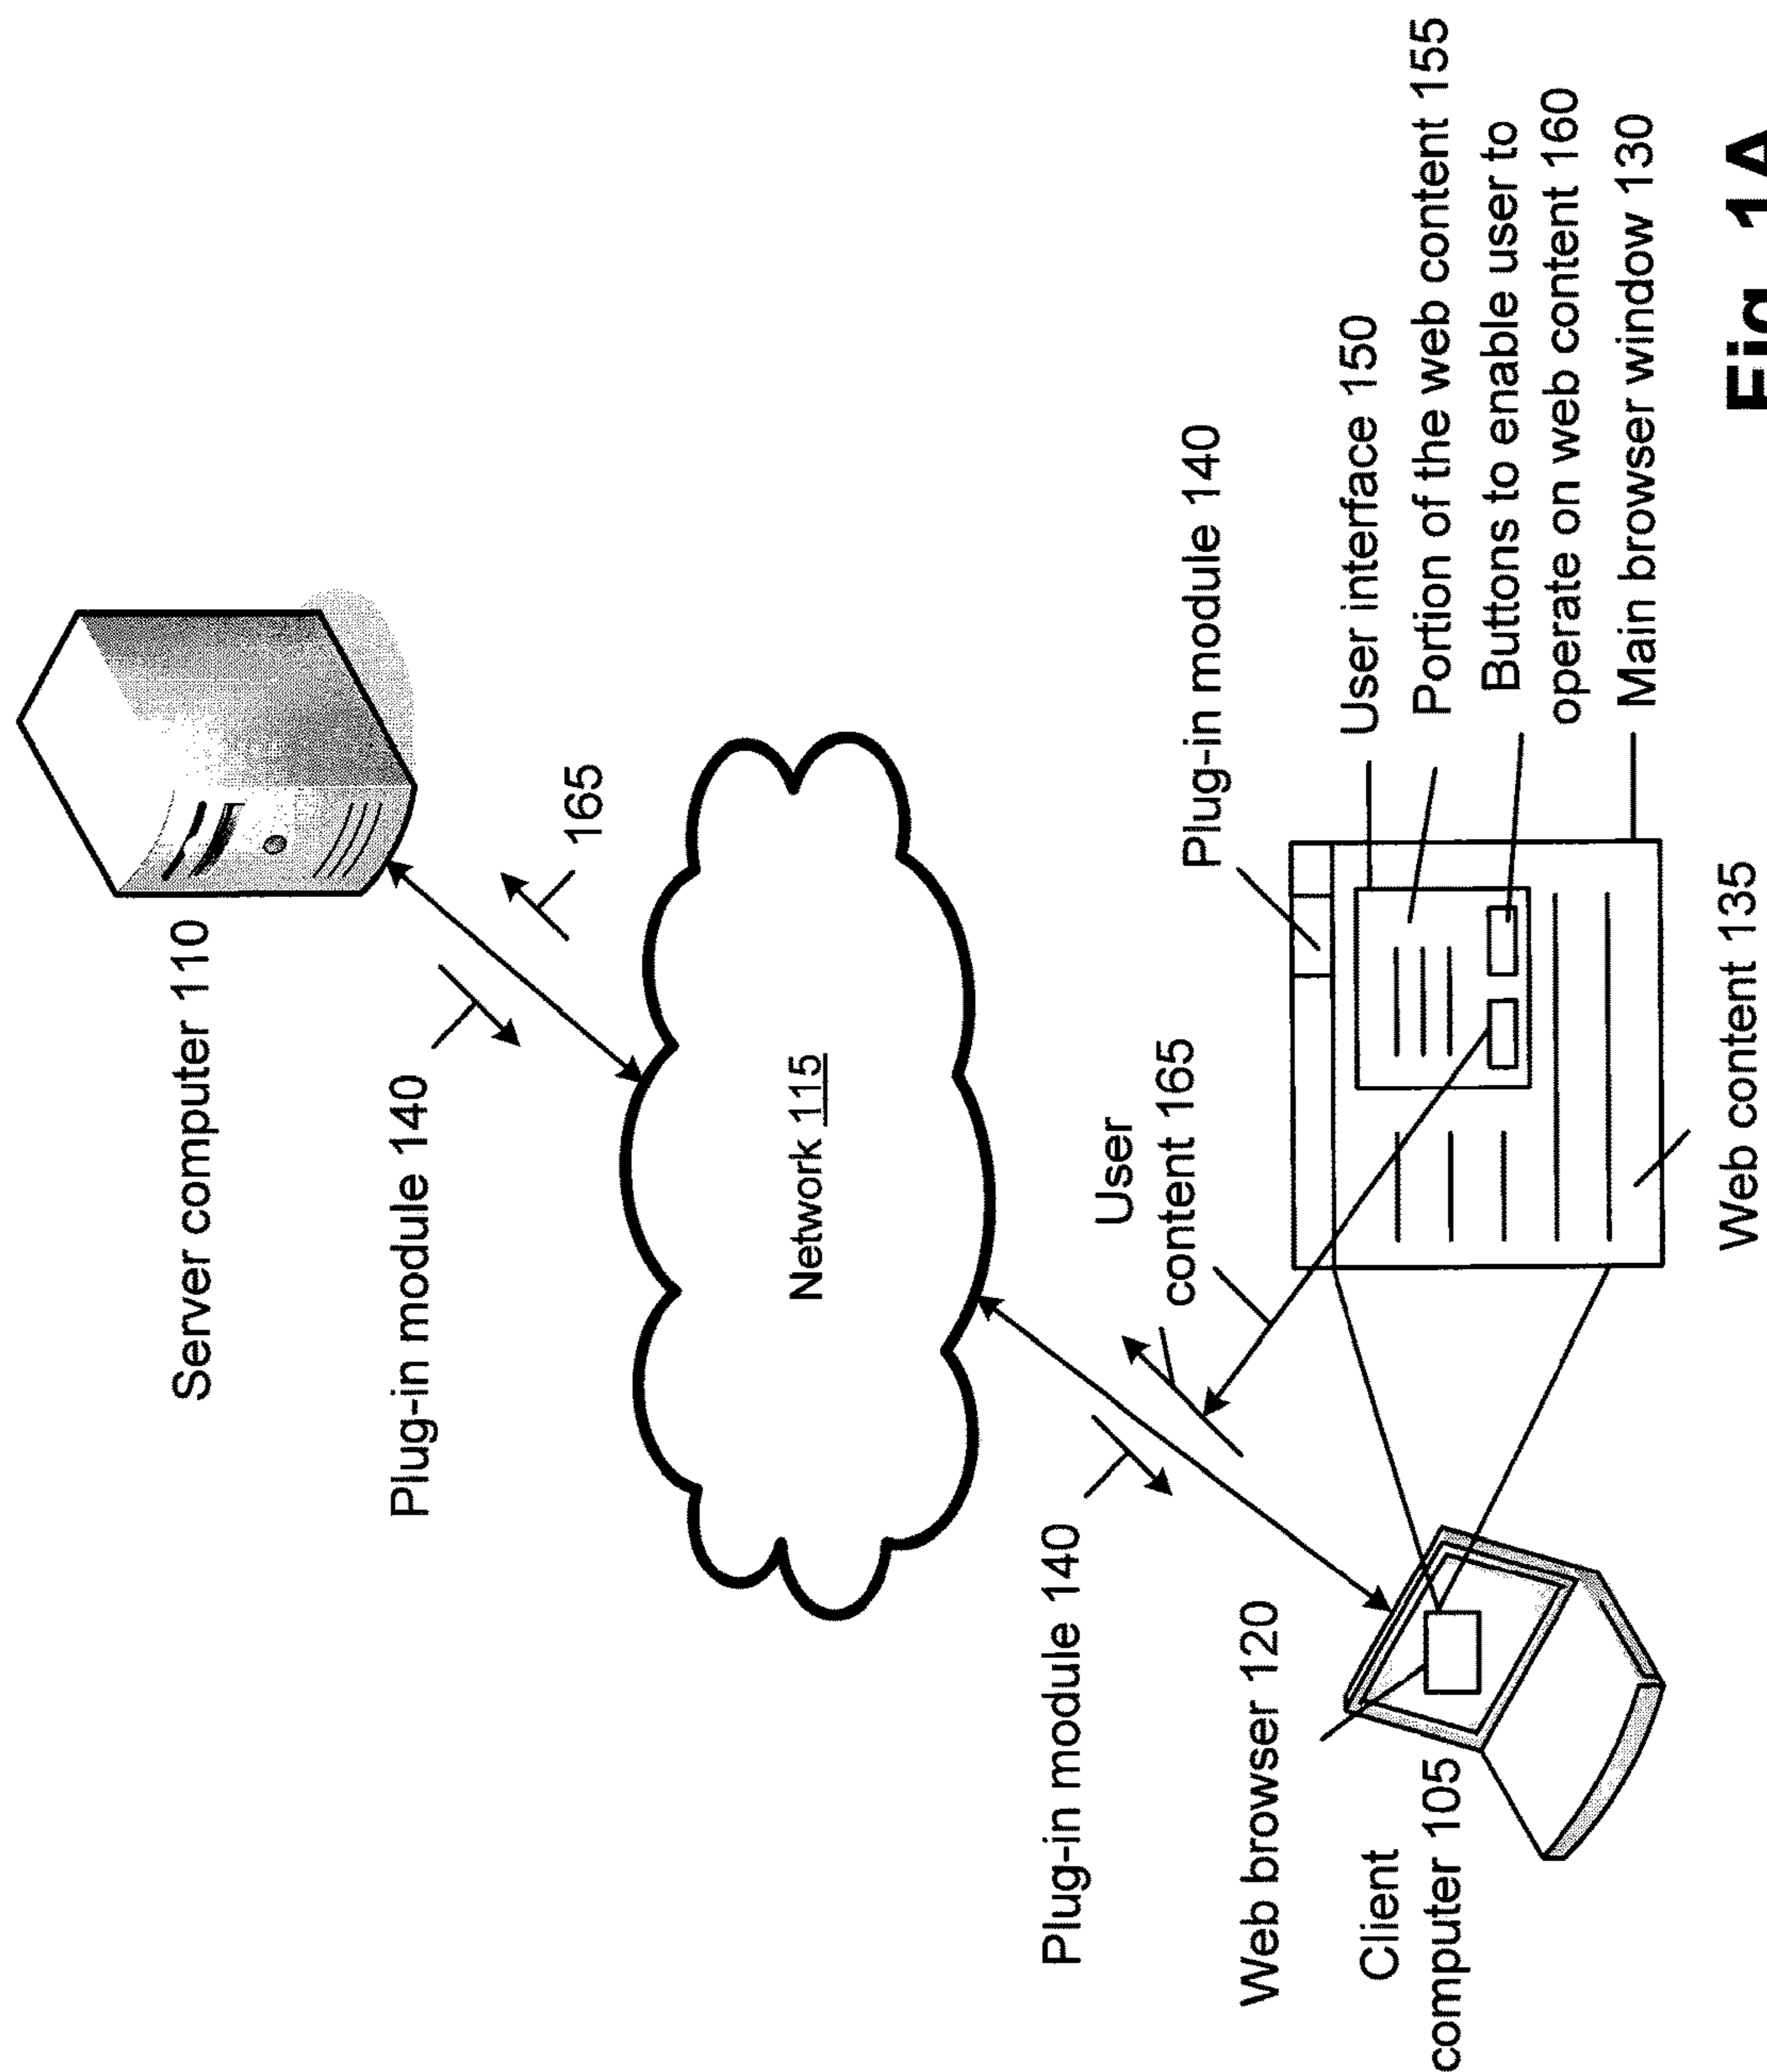 Server computer 110
Plug-in module 140
165
Network 115
Plug-in module 140
User
content 165
Plug-in module 140
Web browser 120
Client
computer 105
User interface 150
Portion of the web content 155
Buttons to enable user to
operate on web content 160
Main browser window 130
Web content 135
Fig. 1A